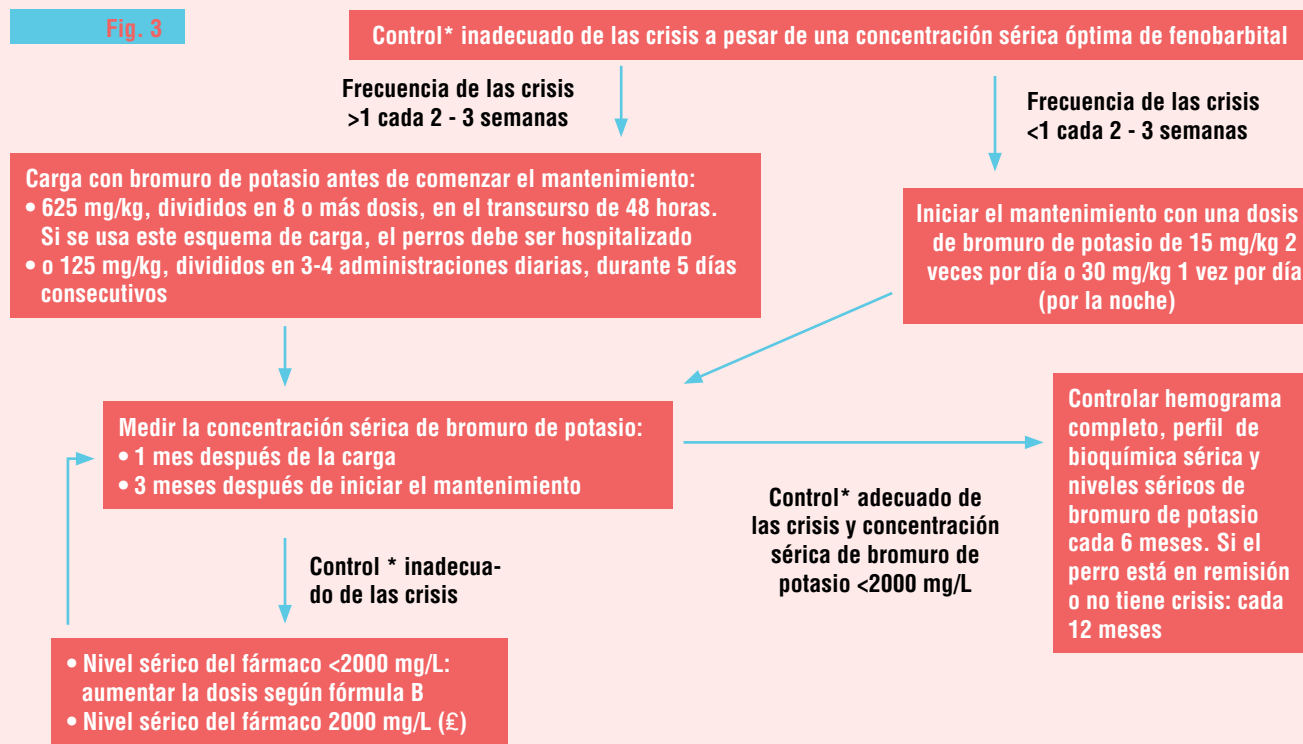 Fig. 3
Control* inadecuado de las crisis a pesar de una concentración sérica óptima de fenobarbital
Frecuencia de las crisis
>1 cada 2 - 3 semanas
Frecuencia de las crisis
<1 cada 2 - 3 semanas
Carga con bromuro de potasio antes de comenzar el mantenimiento:
• 625 mg/kg, divididos en 8 o más dosis, en el transcurso de 48 horas.
Si se usa este esquema de carga, el perros debe ser hospitalizado
• o 125 mg/kg, divididos en 3-4 administraciones diarias, durante 5 días
consecutivos
Iniciar el mantenimiento con una dosis
de bromuro de potasio de 15 mg/kg 2
veces por día o 30 mg/kg 1 vez por día
(por la noche)
Medir la concentración sérica de bromuro de potasio:
• 1 mes después de la carga
• 3 meses después de iniciar el mantenimiento
Control* adecuado de
las crisis y concentración
sérica de bromuro de
potasio <2000 mg/L
Controlar hemograma
completo, perfil de
bioquímica sérica y
niveles séricos de
bromuro de potasio
cada 6 meses. Si el
perro está en remisión
o no tiene crisis: cada
12 meses
Control * inadecua-
do de las crisis
• Nivel sérico del fármaco <2000 mg/L:
aumentar la dosis según fórmula B
• Nivel sérico del fármaco 2000 mg/L (₤)